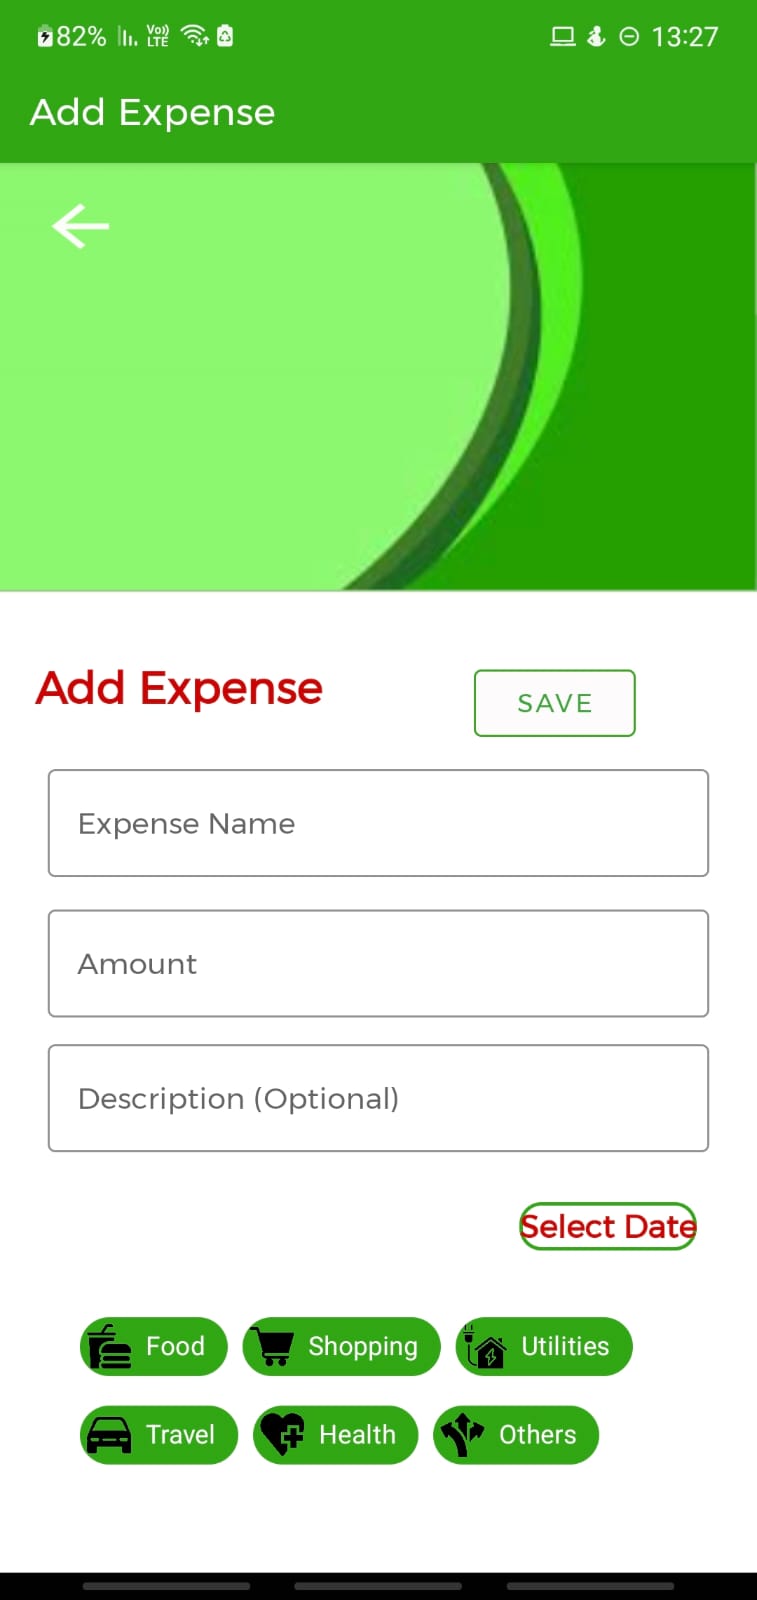 82% Vo)) LTE 13:27
Add Expense
Add Expense
SAVE
Expense Name
Amount
Description (Optional)
Select Date
Food Shopping Utilities
Travel Health Others